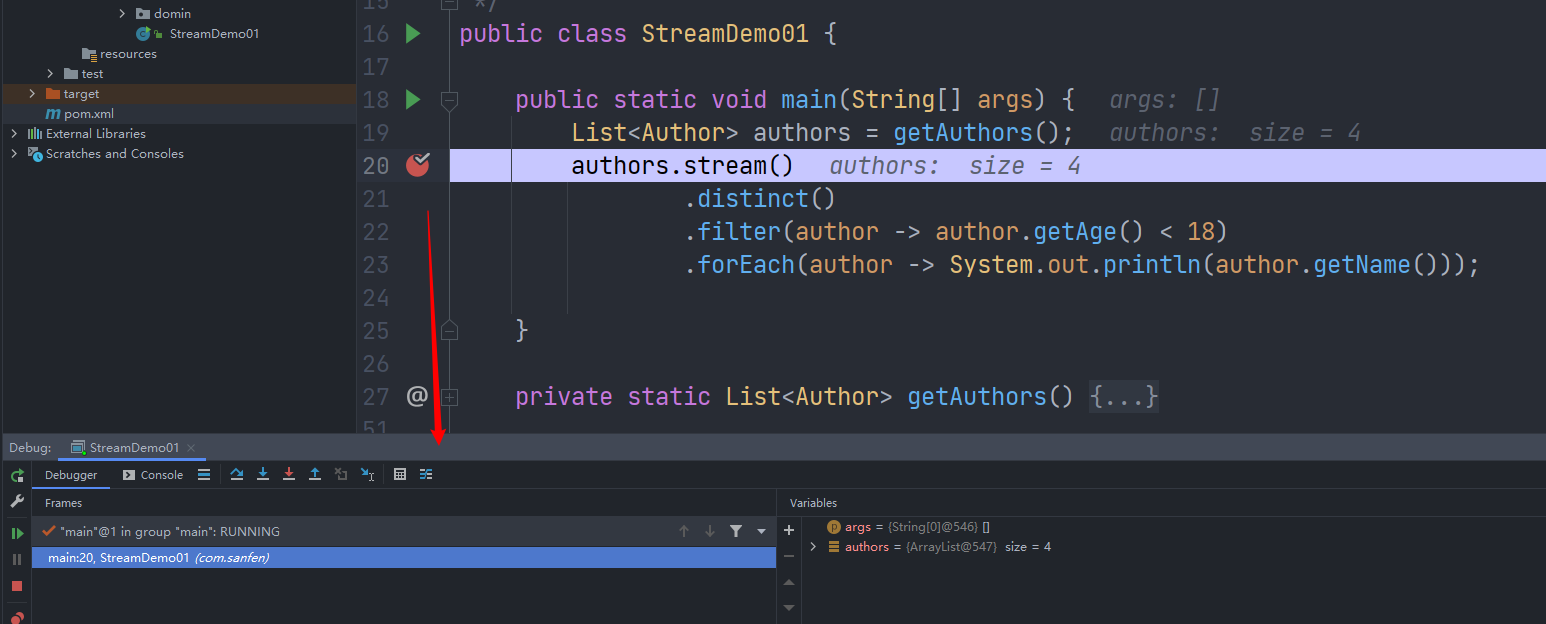 domin
StreamDemo01
resources
test
target
pom.xml
External Libraries
Scratches and Consoles
15 */
16 public class StreamDemo01 {
17
18 public static void main(String[] args) { args: []
19 List<Author> authors = getAuthors(); authors: size = 4
20 authors.stream() authors: size = 4
21 .distinct()
22 .filter(author -> author.getAge() < 18)
23 .forEach(author -> System.out.println(author.getName()));
24
25 }
26
27 @ private static List<Author> getAuthors() {...}
51
Debug: StreamDemo01
Debugger Console
Frames
"main"@1 in group "main": RUNNING
main:20, StreamDemo01 (com.sanfen)
Variables
args = {String[0]@546} []
authors = {ArrayList@547} size = 4